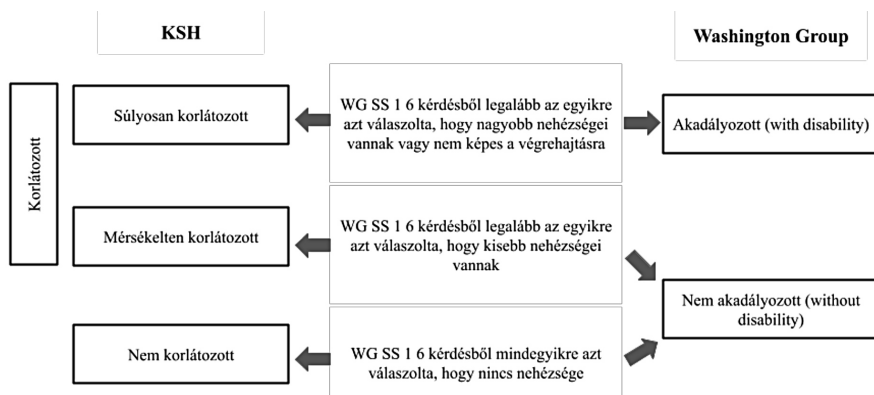 KSH
Washington Group
Korlátozott
Súlyosan korlátozott
WG SS 1 6 kérdésből legalább az egyikre
azt válaszolta, hogy nagyobb nehézségei
vannak vagy nem képes a végrehajtásra
Akadályozott (with disability)
Mérsékelten korlátozott
WG SS 1 6 kérdésből legalább az egyikre
azt válaszolta, hogy kisebb nehézségei
vannak
Nem akadályozott (without
disability)
Nem korlátozott
WG SS 1 6 kérdésből mindegyikre azt
válaszolta, hogy nincs nehézsége